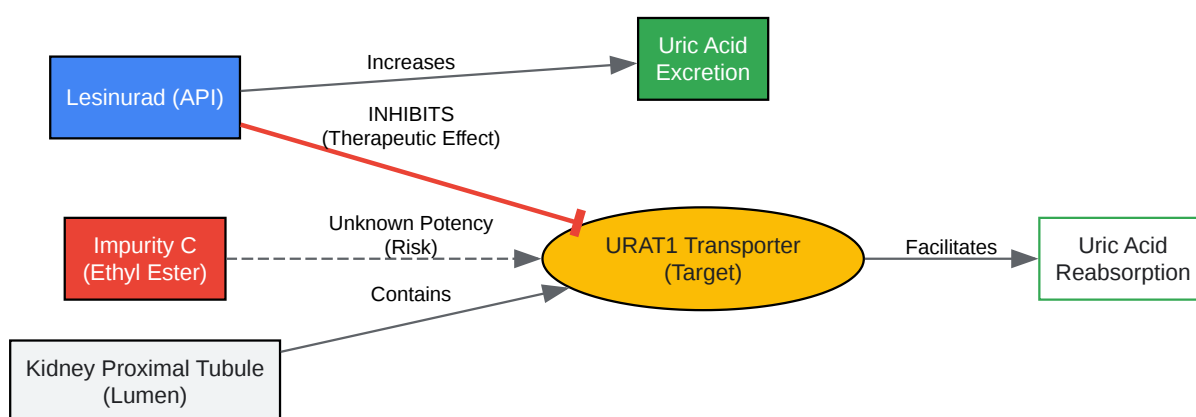 Uric Acid
Excretion
Increases
Lesinurad (API)
INHIBITS
(Therapeutic Effect)
Impurity C
(Ethyl Ester)
Unknown Potency
(Risk)
URAT1 Transporter
(Target)
Facilitates
Uric Acid
Reabsorption
Contains
Kidney Proximal Tubule
(Lumen)